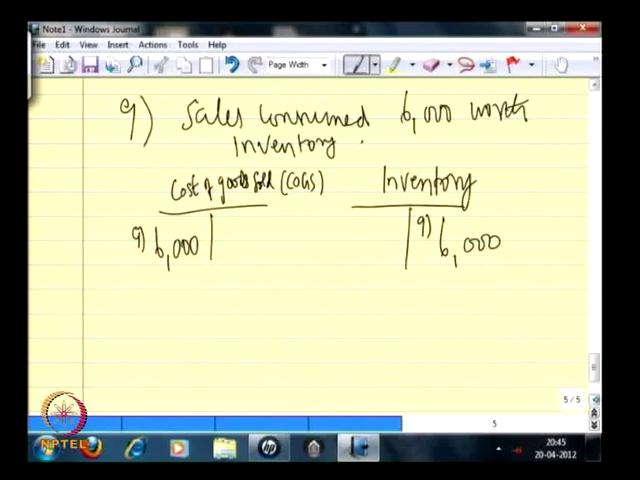 Note1 - Windows Journal
File Edit View Insert Actions Tools Help
Page Width
9) Sales consumed 6,000 worth
Inventory.
Cost of goods sold (COGS) Inventory
9) 6,000 9) 6,000
5 / 5
5
NPTEL
20:45
20-04-2012